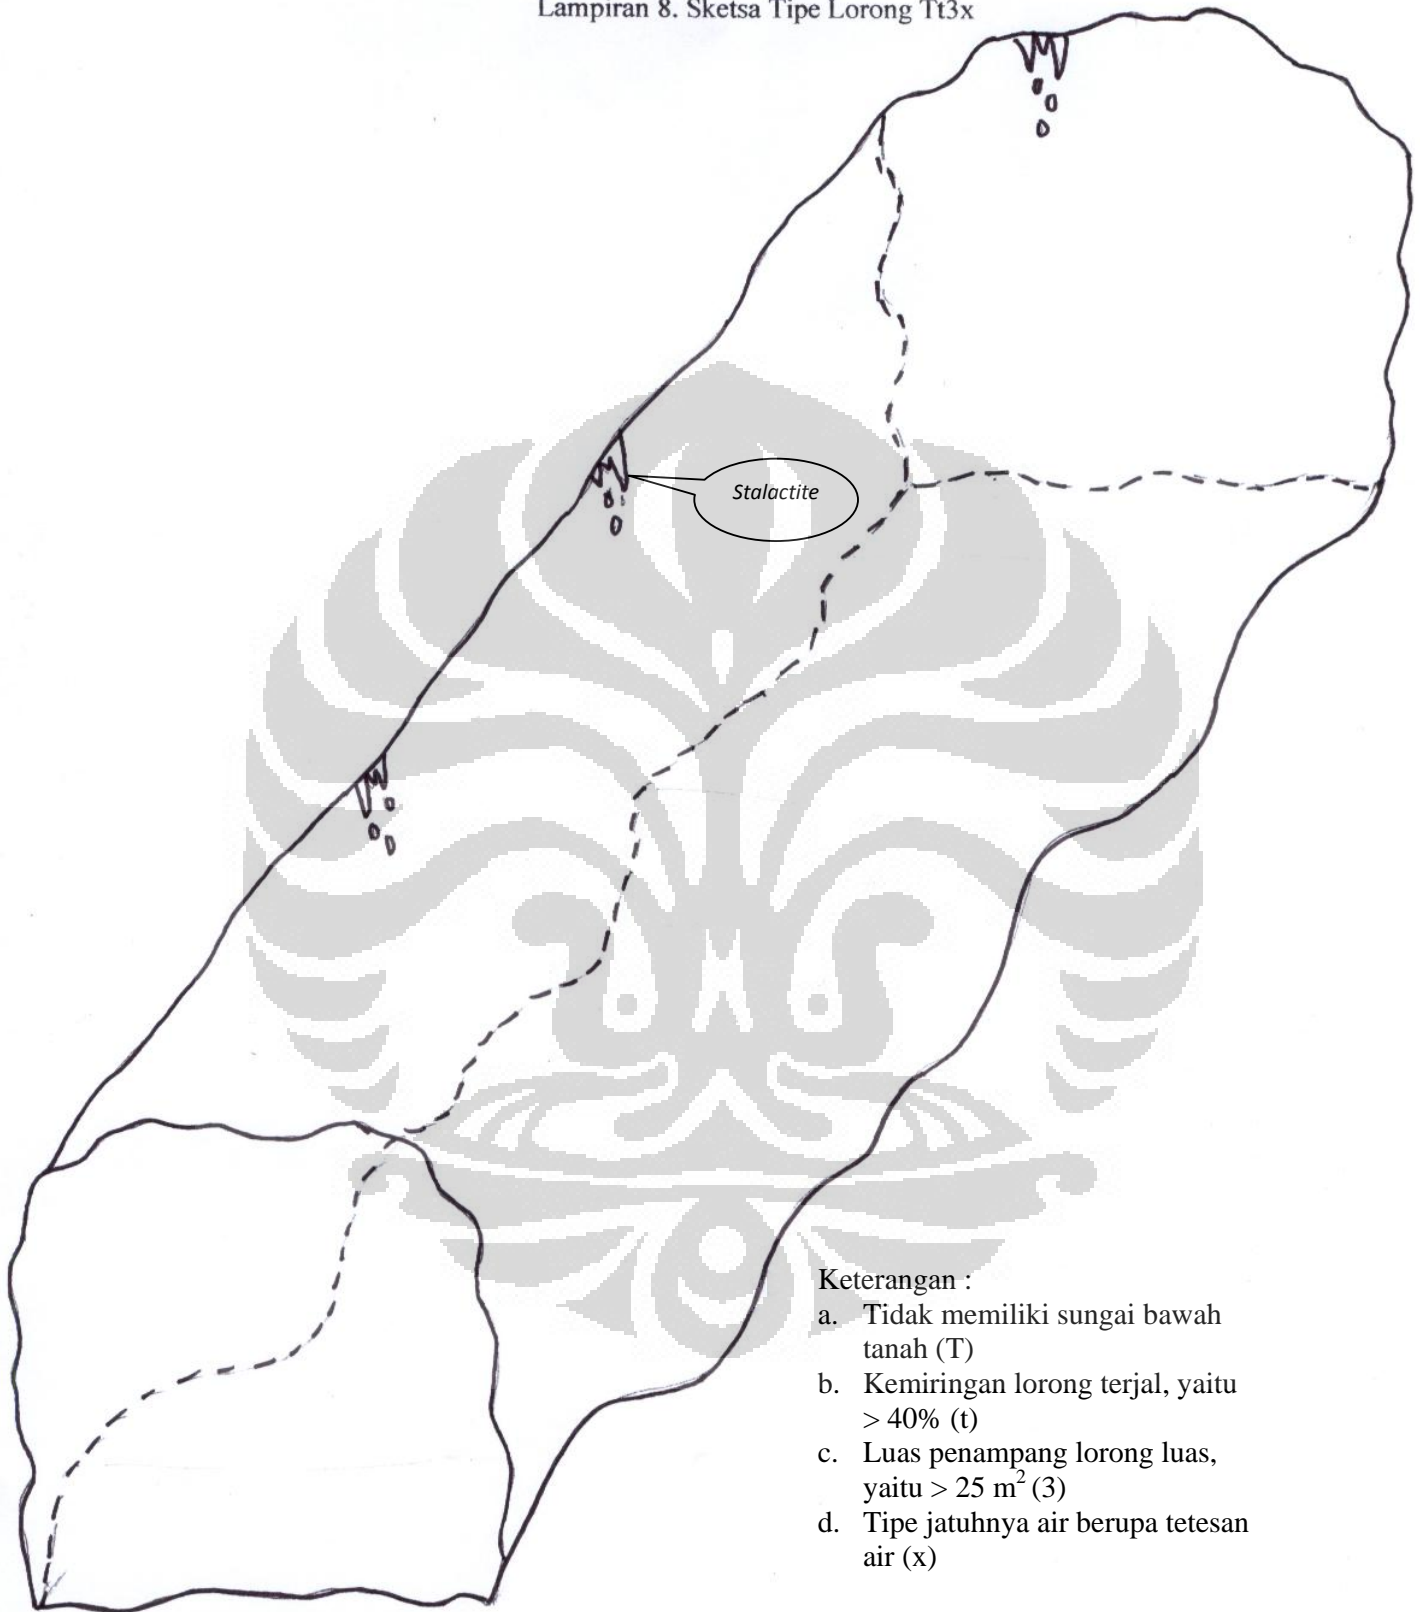 Lampiran 8. Sketsa Tipe Lorong Tt3x
Stalactite
Keterangan :
a. Tidak memiliki sungai bawah
tanah (T)
b. Kemiringan lorong terjal, yaitu
> 40% (t)
c. Luas penampang lorong luas,
yaitu > 25 m² (3)
d. Tipe jatuhnya air berupa tetesan
air (x)